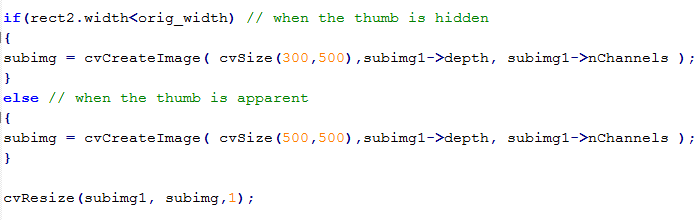 if(rect2.width<orig_width) // when the thumb is hidden
{
subimg = cvCreateImage( cvSize(300,500),subimg1->depth, subimg1->nChannels );
}
else // when the thumb is apparent
{
subimg = cvCreateImage( cvSize(500,500),subimg1->depth, subimg1->nChannels );
}
cvResize(subimg1, subimg,1);